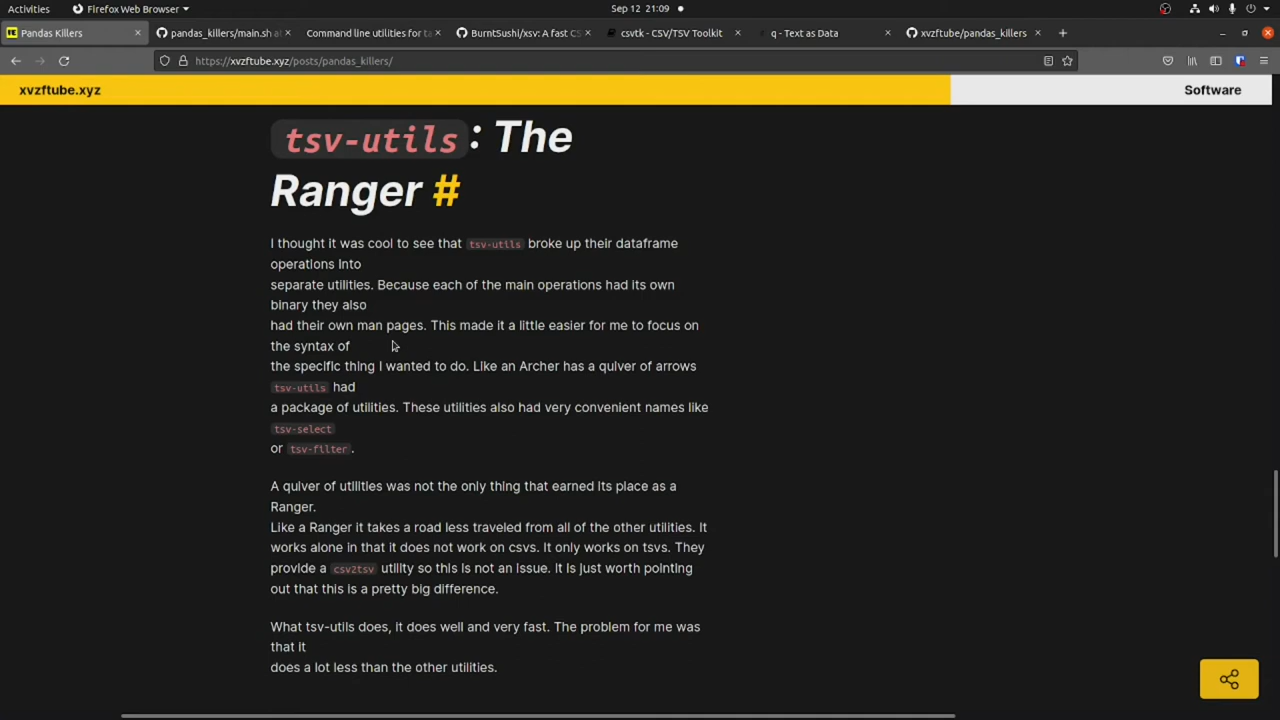 Activities
Firefox Web Browser
Sep 12 21:09
Pandas Killers
pandas_killers/main.sh at
Command line utilities for ta
BurntSushi/xsv: A fast CS
csvtk - CSV/TSV Toolkit
q - Text as Data
xvzftube/pandas_killers
https://xvzftube.xyz/posts/pandas_killers/
xvzftube.xyz
Software
tsv-utils: The
Ranger #
I thought it was cool to see that tsv-utils broke up their dataframe
operations into
separate utilities. Because each of the main operations had its own
binary they also
had their own man pages. This made it a little easier for me to focus on
the syntax of
the specific thing I wanted to do. Like an Archer has a quiver of arrows
tsv-utils had
a package of utilities. These utilities also had very convenient names like
tsv-select
or tsv-filter.
A quiver of utilities was not the only thing that earned its place as a
Ranger.
Like a Ranger it takes a road less traveled from all of the other utilities. It
works alone in that it does not work on csvs. It only works on tsvs. They
provide a csv2tsv utility so this is not an issue. It is just worth pointing
out that this is a pretty big difference.
What tsv-utils does, it does well and very fast. The problem for me was
that it
does a lot less than the other utilities.